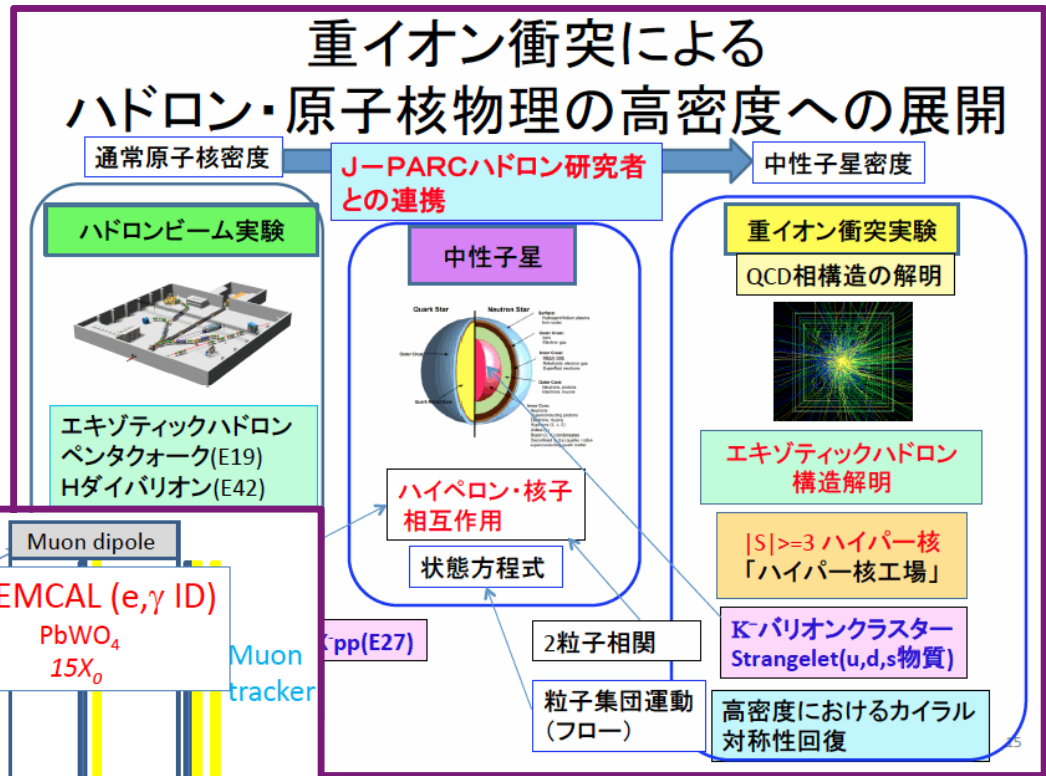 重イオン衝突による
ハドロン・原子核物理の高密度への展開
通常原子核密度
J－PARCハドロン研究者
との連携
中性子星密度
ハドロンビーム実験
エキゾティックハドロン
ペンタクォーク(E19)
Hダイバリオン(E42)
中性子星
Quark Star
Neutron Star
ハイペロン・核子
相互作用
状態方程式
重イオン衝突実験
QCD相構造の解明
エキゾティックハドロン
構造解明
|S|>=3 ハイパー核
「ハイパー核工場」
K⁻バリオンクラスター
Strangelet(u,d,s物質)
高密度におけるカイラル
対称性回復
2粒子相関
粒子集団運動
(フロー)
K⁻pp(E27)
Muon dipole
EMCAL (e,γ ID)
PbWO₄
15X₀
Muon
tracker